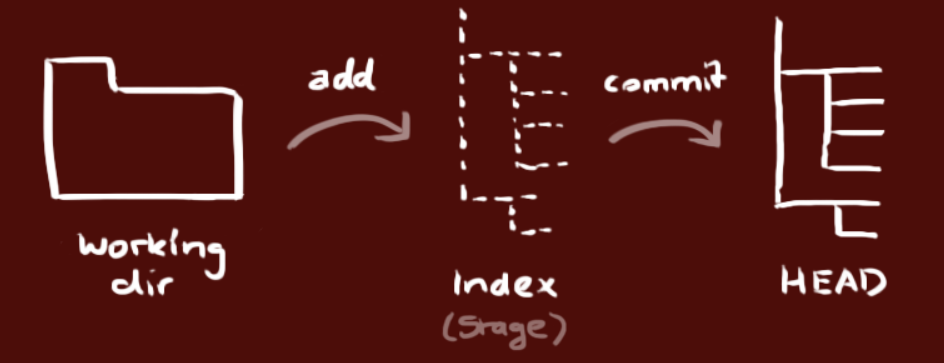 add
commit
working
dir
Index
(Stage)
HEAD